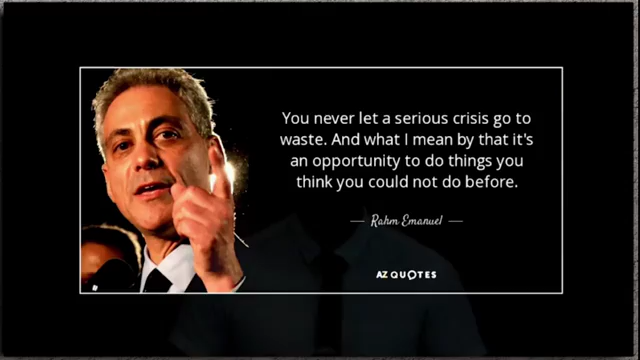 You never let a serious crisis go to
waste. And what I mean by that it's
an opportunity to do things you
think you could not do before.
Rahm Emanuel
AZ QUOTES